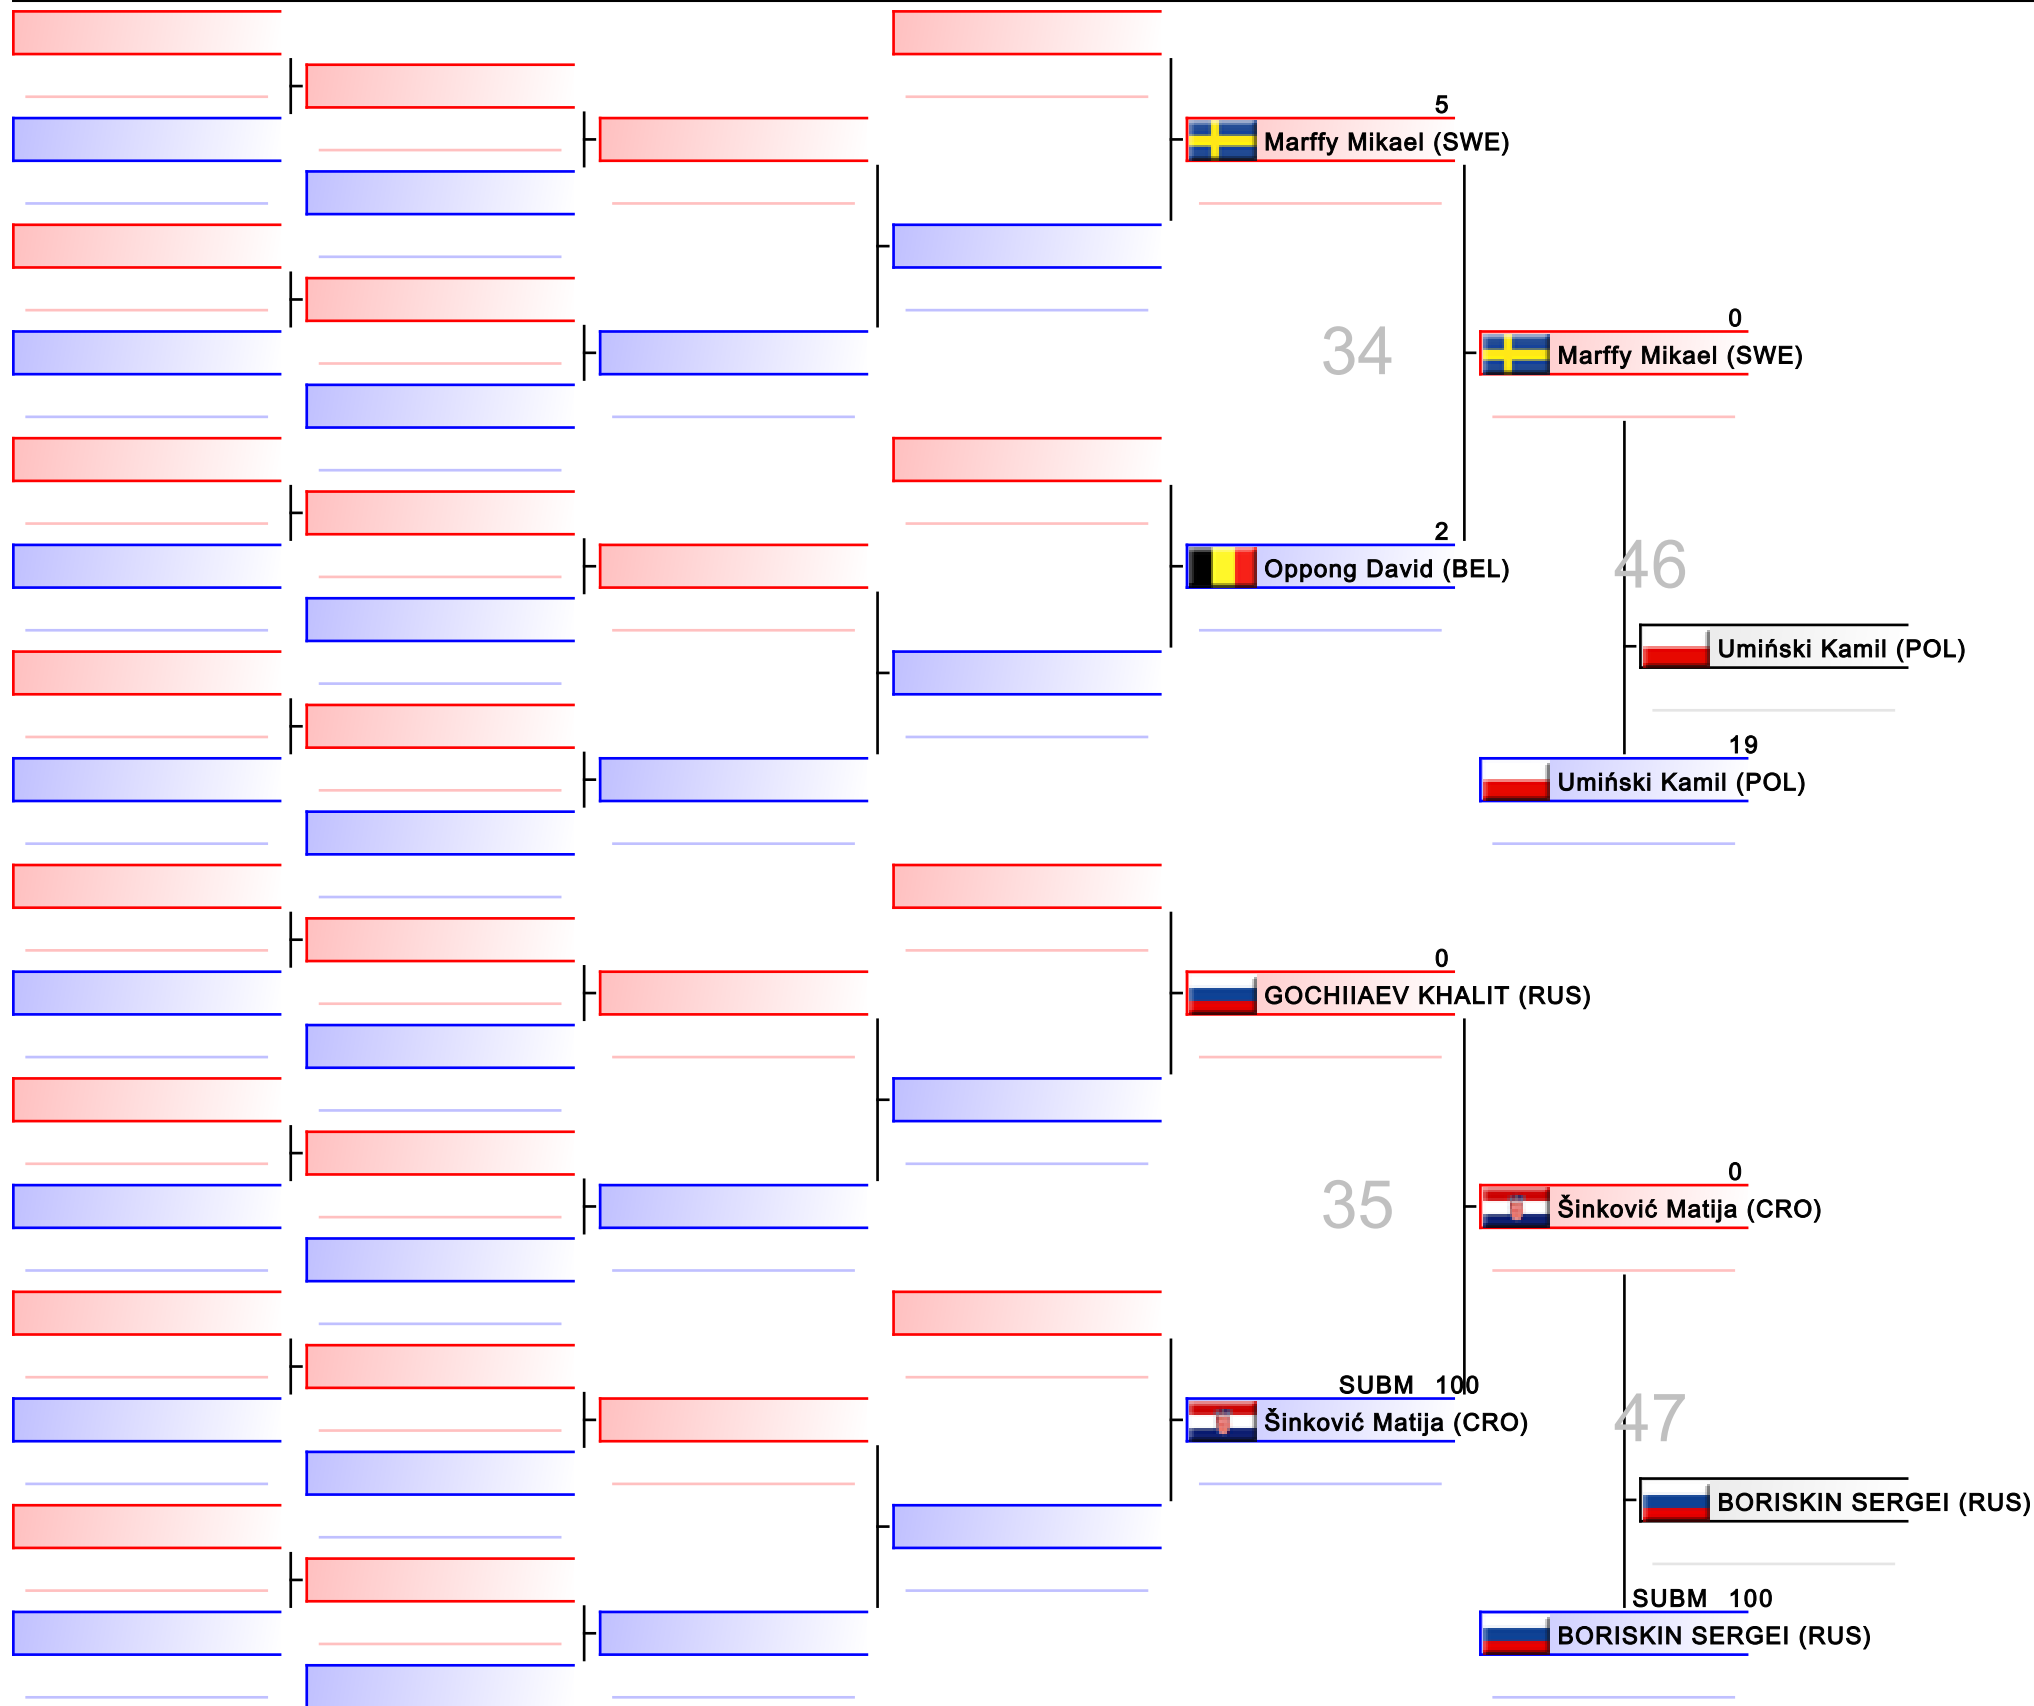 5
Marffy Mikael (SWE)
0
34
Marffy Mikael (SWE)
2
Oppong David (BEL)
46
Umiński Kamil (POL)
19
Umiński Kamil (POL)
0
GOCHIIAEV KHALIT (RUS)
0
35
Šinković Matija (CRO)
SUBM 100
Šinković Matija (CRO)
47
BORISKIN SERGEI (RUS)
SUBM 100
BORISKIN SERGEI (RUS)